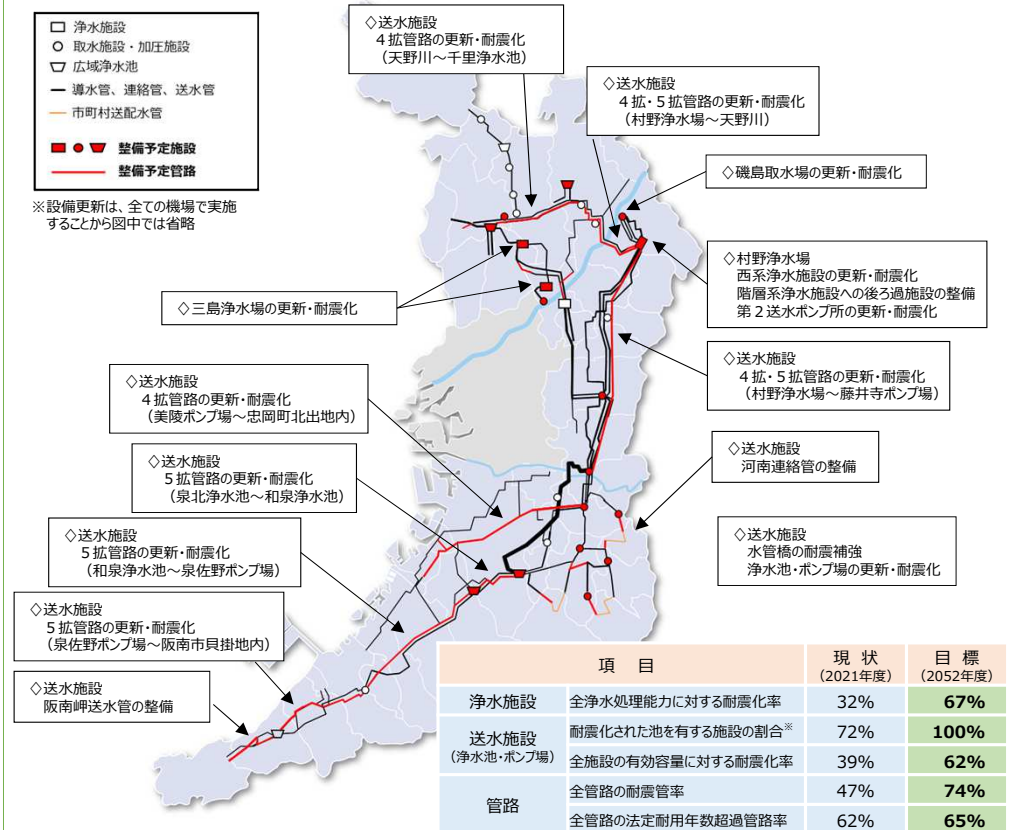 浄水施設
取水施設・加圧施設
広域浄水池
導水管、連絡管、送水管
市町村送配水管
整備予定施設
整備予定管路
※設備更新は、全ての機場で実施
することから図中では省略
◇送水施設
4拡管路の更新・耐震化
(天野川～千里浄水池)
◇送水施設
4拡・5拡管路の更新・耐震化
(村野浄水場～天野川)
◇磯島取水場の更新・耐震化
◇村野浄水場
西系浄水施設の更新・耐震化
階層系浄水施設への後ろ過施設の整備
第2送水ポンプ所の更新・耐震化
◇三島浄水場の更新・耐震化
◇送水施設
4拡・5拡管路の更新・耐震化
(村野浄水場～藤井寺ポンプ場)
◇送水施設
4拡管路の更新・耐震化
(美陵ポンプ場～忠岡町北出地内)
◇送水施設
河南連絡管の整備
◇送水施設
5拡管路の更新・耐震化
(泉北浄水池～和泉浄水池)
◇送水施設
水管橋の耐震補強
浄水池・ポンプ場の更新・耐震化
◇送水施設
5拡管路の更新・耐震化
(和泉浄水池～泉佐野ポンプ場)
◇送水施設
5拡管路の更新・耐震化
(泉佐野ポンプ場～阪南市貝掛地内)
◇送水施設
阪南岬送水管の整備
項 目 現 状 目 標
(2021年度) (2052年度)
浄水施設 全浄水処理能力に対する耐震化率 32% 67%
送水施設 耐震化された池を有する施設の割合※ 72% 100%
(浄水池・ポンプ場) 全施設の有効容量に対する耐震化率 39% 62%
管路 全管路の耐震管率 47% 74%
全管路の法定耐用年数超過管路率 62% 65%